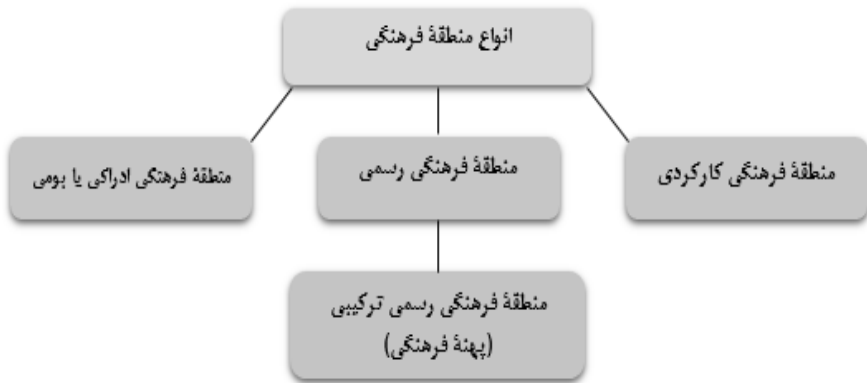 انواع منطقهٔ فرهنگی
منطقهٔ فرهنگی کارکردی
منطقهٔ فرهنگی رسمی
منطقهٔ فرهنگی ادراکی یا بومی
منطقهٔ فرهنگی رسمی ترکیبی
(پهنهٔ فرهنگی)